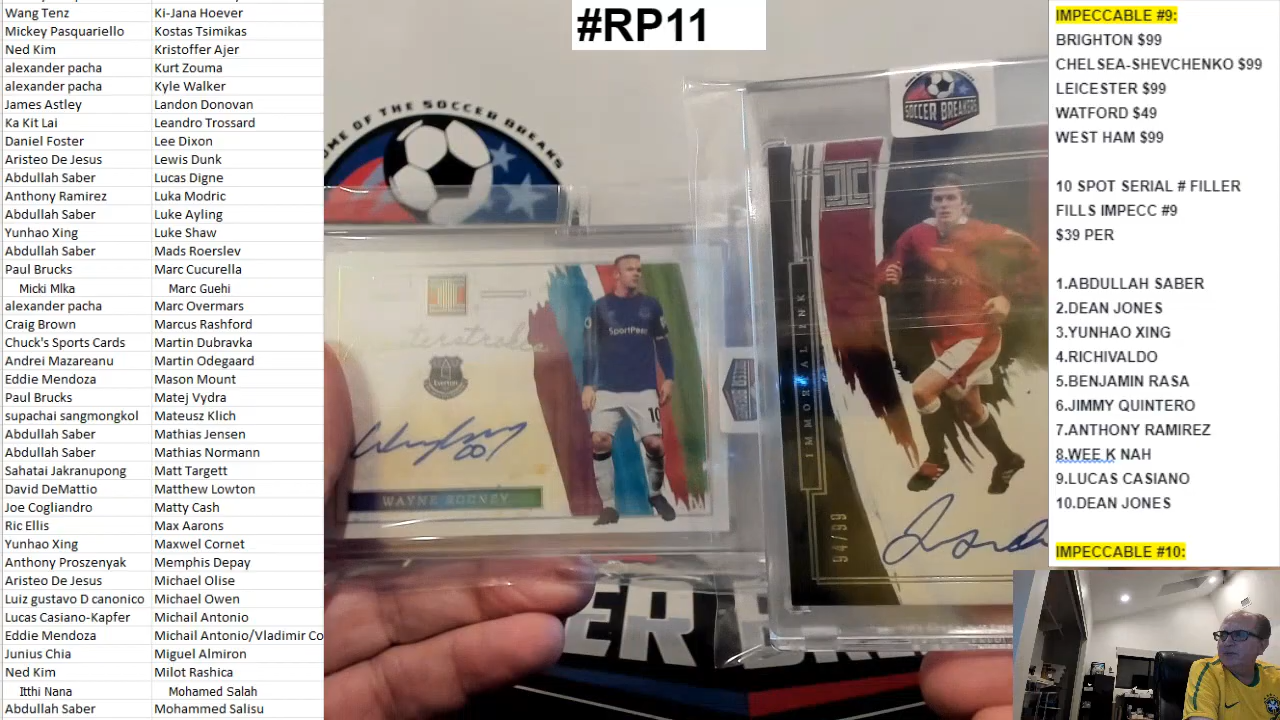 #RP11
Wang Tenz Ki-Jana Hoever
Mickey Pasquariello Kostas Tsimikas
Ned Kim Kristoffer Ajer
alexander pacha Kurt Zouma
alexander pacha Kyle Walker
James Astley Landon Donovan
Ka Kit Lai Leandro Trossard
Daniel Foster Lee Dixon
Aristeo De Jesus Lewis Dunk
Abdullah Saber Lucas Digne
Anthony Ramirez Luka Modric
Abdullah Saber Luke Ayling
Yunhao Xing Luke Shaw
Abdullah Saber Mads Roerslev
Paul Brucks Marc Cucurella
Micki Mlka Marc Guehi
alexander pacha Marc Overmars
Craig Brown Marcus Rashford
Chuck's Sports Cards Martin Dubravka
Andrei Mazareanu Martin Odegaard
Eddie Mendoza Mason Mount
Paul Brucks Matej Vydra
supachai sangmongkol Mateusz Klich
Abdullah Saber Mathias Jensen
Abdullah Saber Mathias Normann
Sahatai Jakranupong Matt Targett
David DeMattio Matthew Lowton
Joe Cogliandro Matty Cash
Ric Ellis Max Aarons
Yunhao Xing Maxwel Cornet
Anthony Proszenyak Memphis Depay
Aristeo De Jesus Michael Olise
Luiz gustavo D canonico Michael Owen
Lucas Casiano-Kapfer Michail Antonio
Eddie Mendoza Michail Antonio/Vladimir Co
Junius Chia Miguel Almiron
Ned Kim Milot Rashica
Itthi Nana Mohamed Salah
Abdullah Saber Mohammed Salisu
OME OF THE SOCCER BREAKS
SOCCER BREAKERS
SportPesa
Everton
10
WAYNE ROONEY
IMMORTAL INK
94/99
ER BRE
IMPECCABLE #9:
BRIGHTON $99
CHELSEA-SHEVCHENKO $99
LEICESTER $99
WATFORD $49
WEST HAM $99
10 SPOT SERIAL # FILLER
FILLS IMPECC #9
$39 PER
1.ABDULLAH SABER
2.DEAN JONES
3.YUNHAO XING
4.RICHIVALDO
5.BENJAMIN RASA
6.JIMMY QUINTERO
7.ANTHONY RAMIREZ
8.WEE K NAH
9.LUCAS CASIANO
10.DEAN JONES
IMPECCABLE #10: